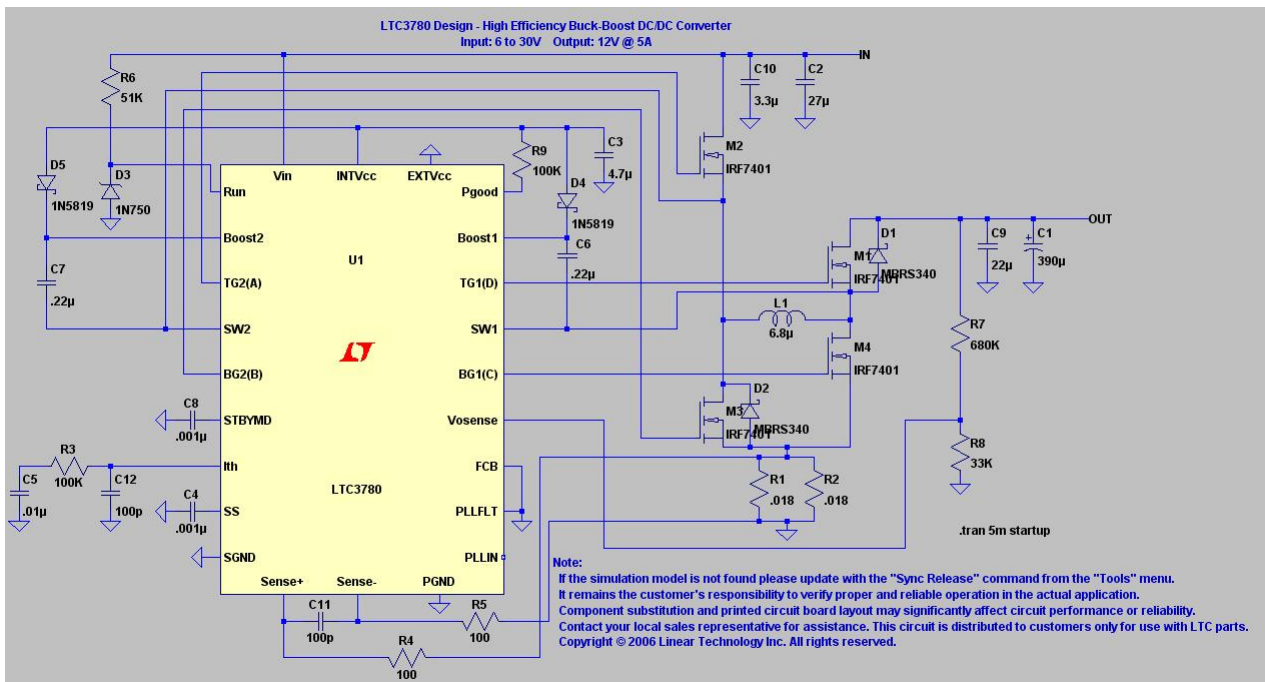 LTC3780 Design - High Efficiency Buck-Boost DC/DC Converter
Input: 6 to 30V Output: 12V @ 5A
IN
R6
51K
C10
3.3µ
C2
27µ
M2
IRF7401
D5
1N5819
D3
1N750
R9
100K
D4
1N5819
C3
4.7µ
Vin
INTVcc
EXTVcc
Run
Pgood
Boost2
Boost1
U1
C7
.22µ
C6
.22µ
TG2(A)
TG1(D)
SW2
SW1
BG2(B)
BG1(C)
M1
IRF7401
D1
MBRS340
C9
22µ
C1
390µ
OUT
L1
6.8µ
M4
IRF7401
R7
680K
D2
MBRS340
M3
IRF7401
C8
.001µ
STBYMD
Vosense
R3
100K
Ith
FCB
C5
.01µ
C12
100p
C4
.001µ
SS
LTC3780
PLLFLT
R1
.018
R2
.018
R8
33K
SGND
PLLIN
Sense+
Sense-
PGND
C11
100p
R5
100
R4
100
.tran 5m startup
Note:
If the simulation model is not found please update with the "Sync Release" command from the "Tools" menu.
It remains the customer's responsibility to verify proper and reliable operation in the actual application.
Component substitution and printed circuit board layout may significantly affect circuit performance or reliability.
Contact your local sales representative for assistance. This circuit is distributed to customers only for use with LTC parts.
Copyright © 2006 Linear Technology Inc. All rights reserved.